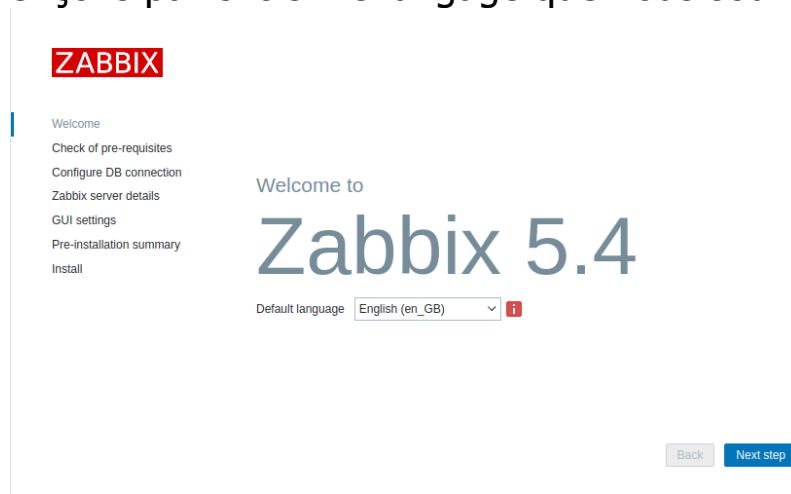 ZABBIX
Welcome
Check of pre-requisites
Configure DB connection
Zabbix server details
GUI settings
Pre-installation summary
Install
Welcome to
Zabbix 5.4
Default language English (en_GB) i
Back Next step